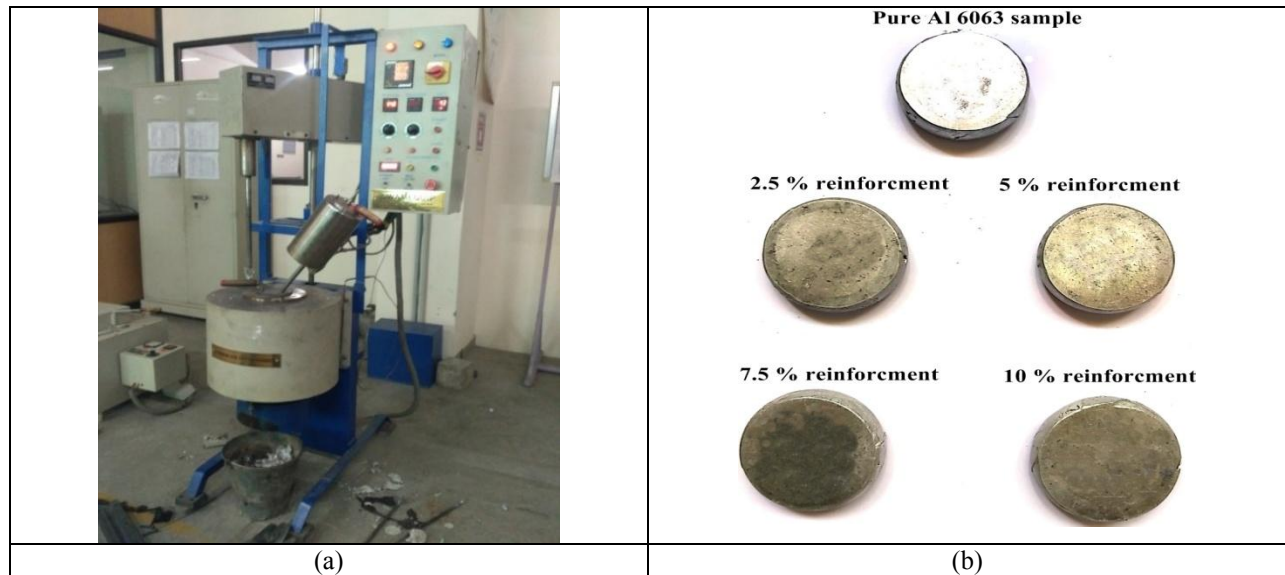 Pure Al 6063 sample
2.5 % reinforcment
5 % reinforcment
7.5 % reinforcment
10 % reinforcment
(a)
(b)